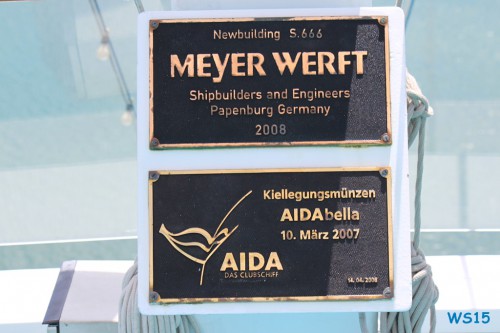 Newbuilding S.666
MEYER WERFT
Shipbuilders and Engineers
Papenburg Germany
2008
Kiellegungsmünzen
AIDAbella
10. März 2007
AIDA
DAS CLUBSCHIFF
14.04.2008
WS15